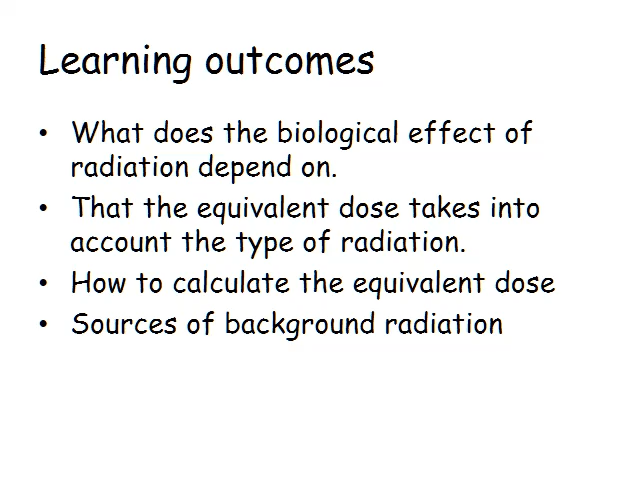 Learning outcomes
• What does the biological effect of
radiation depend on.
• That the equivalent dose takes into
account the type of radiation.
• How to calculate the equivalent dose
• Sources of background radiation